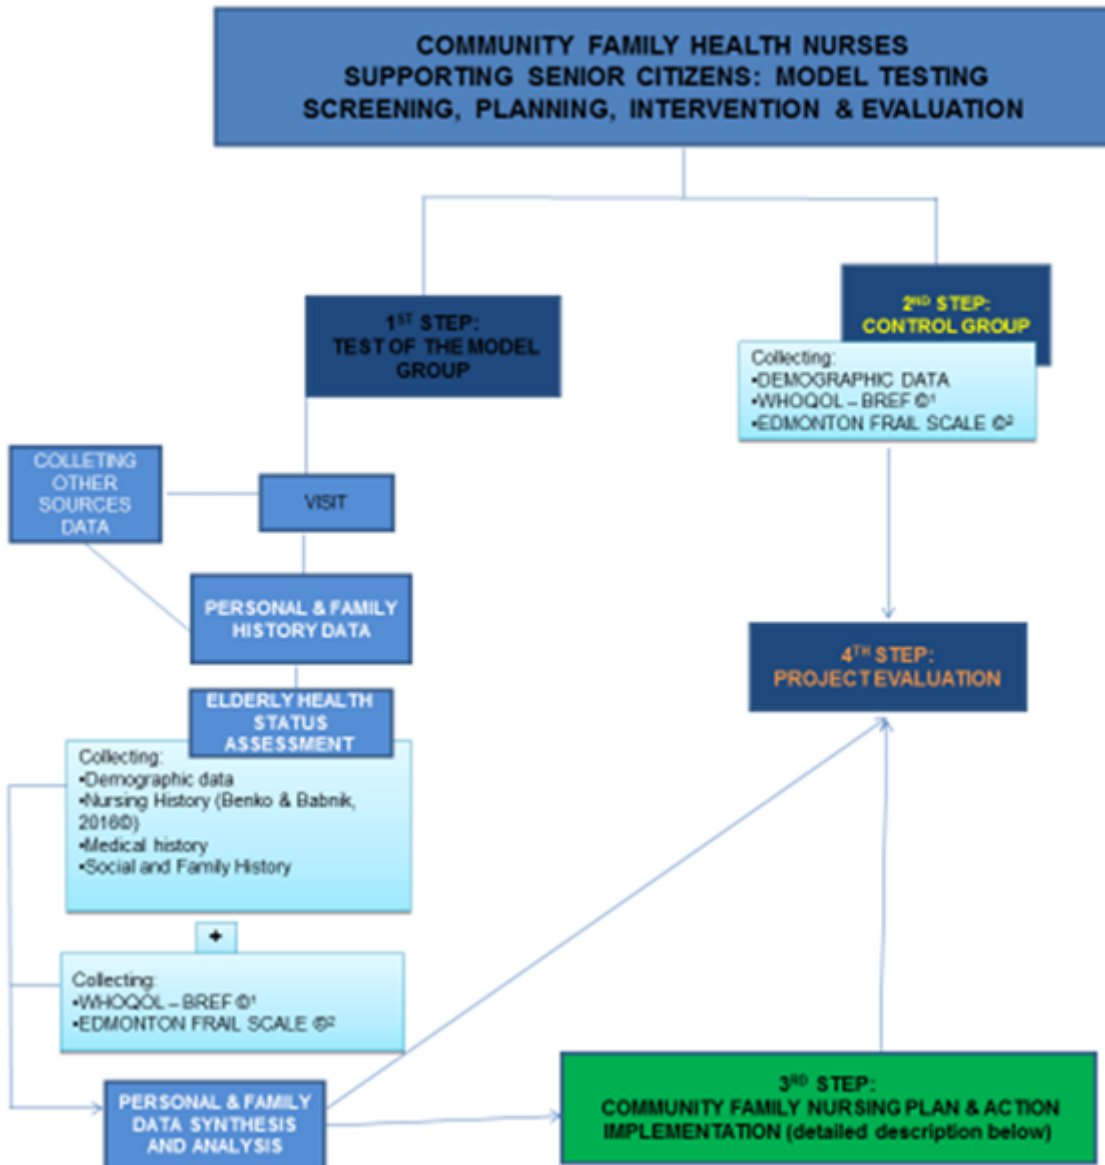 COMMUNITY FAMILY HEALTH NURSES
SUPPORTING SENIOR CITIZENS: MODEL TESTING
SCREENING, PLANNING, INTERVENTION & EVALUATION
1ST STEP:
TEST OF THE MODEL
GROUP
2ND STEP:
CONTROL GROUP
Collecting:
•DEMOGRAPHIC DATA
•WHOQOL – BREF ©1
•EDMONTON FRAIL SCALE ©2
COLLETING
OTHER
SOURCES
DATA
VISIT
PERSONAL & FAMILY
HISTORY DATA
4TH STEP:
PROJECT EVALUATION
ELDERLY HEALTH
STATUS
ASSESSMENT
Collecting:
•Demographic data
•Nursing History (Benko & Babnik,
2016©)
•Medical history
•Social and Family History
+
Collecting:
•WHOQOL – BREF ©1
•EDMONTON FRAIL SCALE ©2
PERSONAL & FAMILY
DATA SYNTHESIS
AND ANALYSIS
3RD STEP:
COMMUNITY FAMILY NURSING PLAN & ACTION
IMPLEMENTATION (detailed description below)